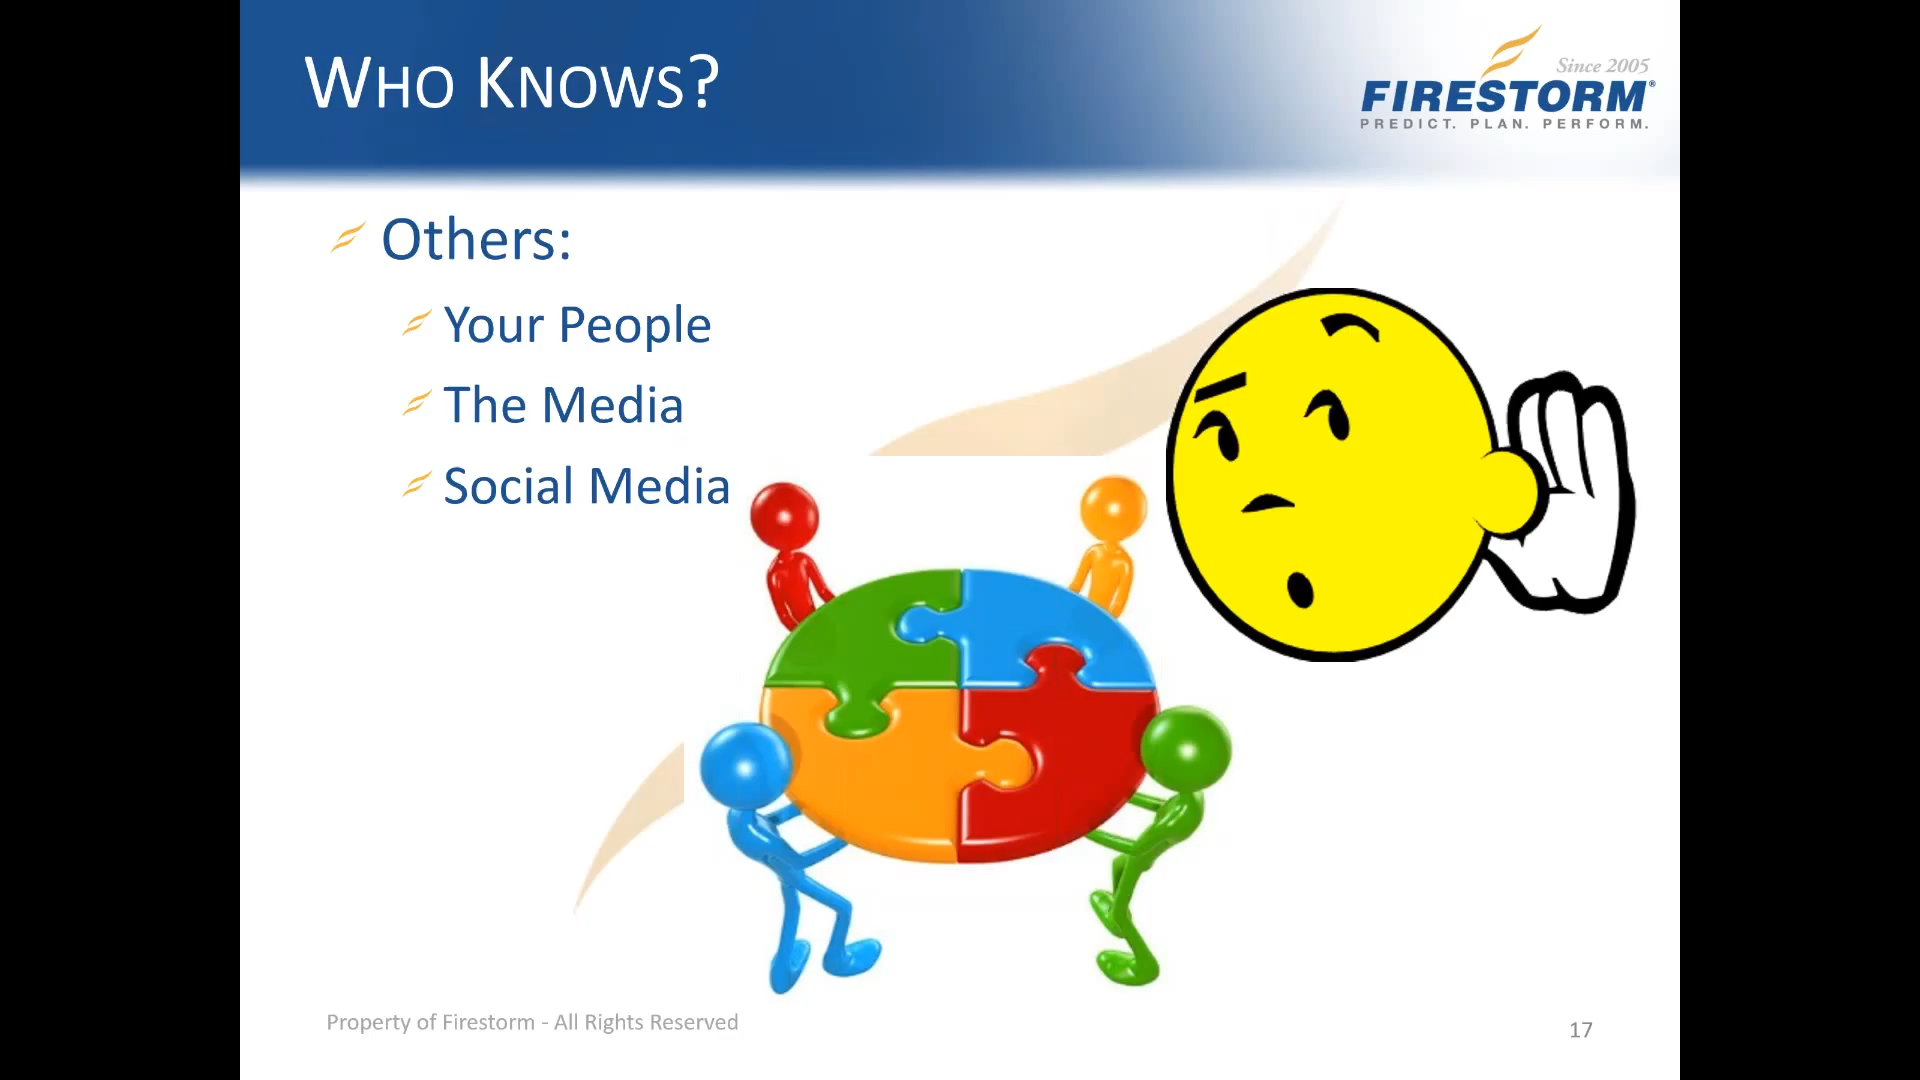 WHO KNOWS?
Since 2005
FIRESTORM®
PREDICT. PLAN. PERFORM.
Others:
Your People
The Media
Social Media
Property of Firestorm - All Rights Reserved
17